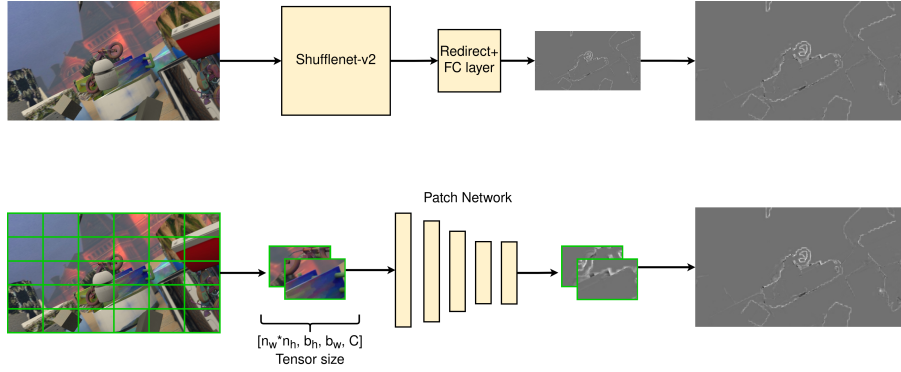 Shufflenet-v2
Redirect+
FC layer
Patch Network
[n_w*n_h, b_h, b_w, C]
Tensor size